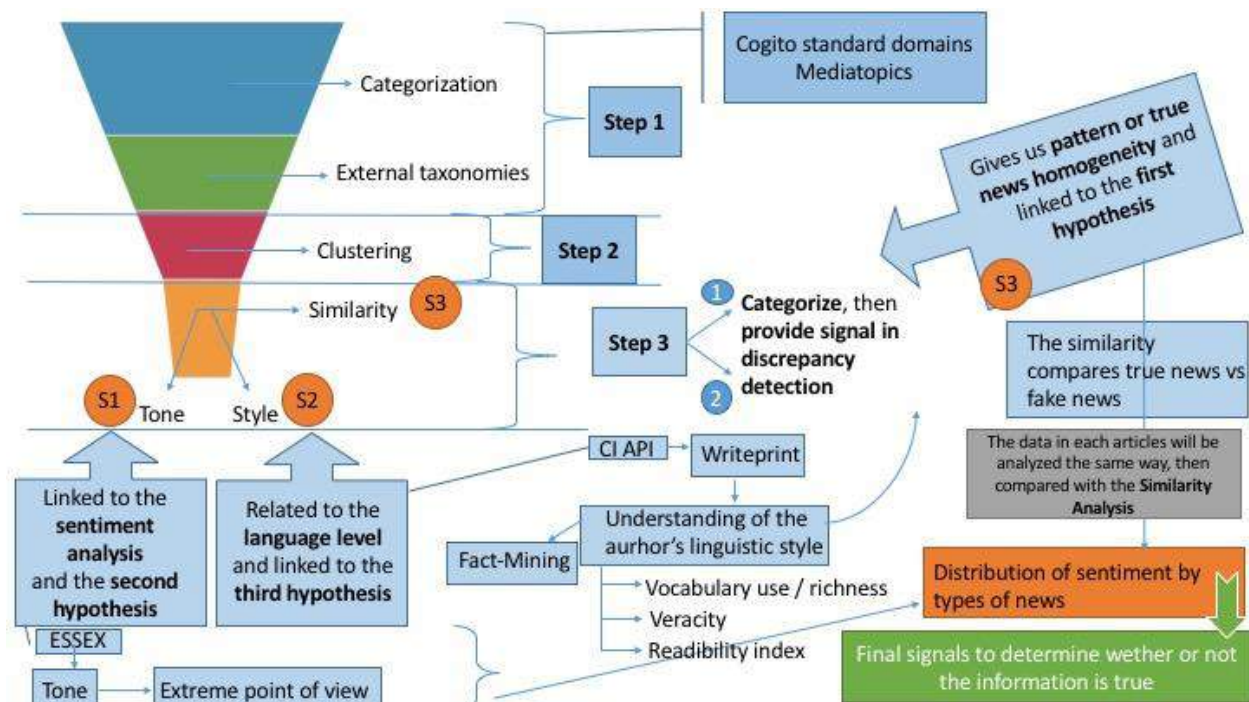 Categorization
External taxonomies
Clustering
Similarity
S3
S1
Tone
Style
S2
Step 1
Step 2
Step 3
Cogito standard domains
Mediatopics
1
Categorize, then
provide signal in
discrepancy
detection
2
Gives us pattern or true
news homogeneity and
linked to the first
hypothesis
S3
The similarity
compares true news vs
fake news
The data in each articles will be
analyzed the same way, then
compared with the Similarity
Analysis
Linked to the
sentiment
analysis
and the second
hypothesis
Related to the
language level
and linked to the
third hypothesis
CI API
Writeprint
Understanding of the
aurhor's linguistic style
Fact-Mining
Vocabulary use / richness
Veracity
Readibility index
ESSEX
Tone
Extreme point of view
Distribution of sentiment by
types of news
Final signals to determine wether or not
the information is true